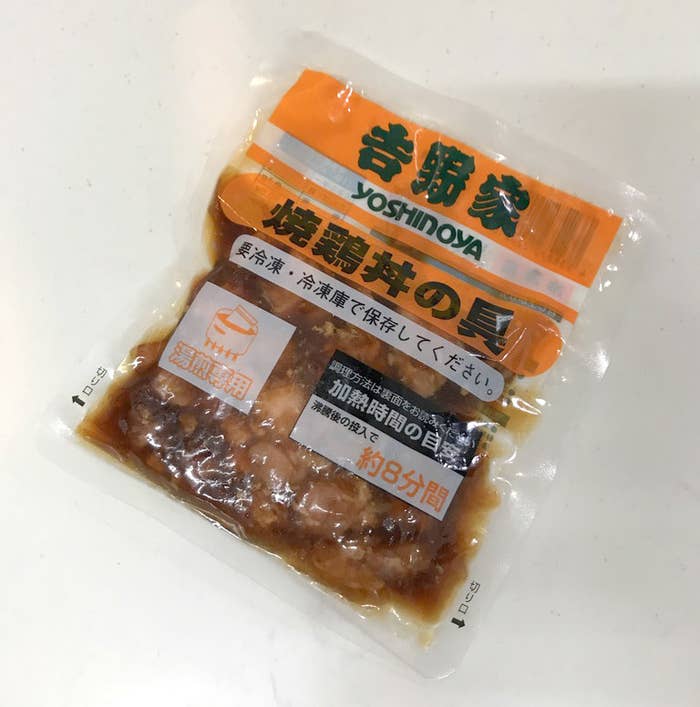 吉野家
YOSHINOYA
焼鶏丼の具
要冷凍・冷凍庫で保存してください。
湯煎専用
調理方法は裏面をお読み
加熱時間の目安
沸騰後の投入で
約8分間
切り口
切り口